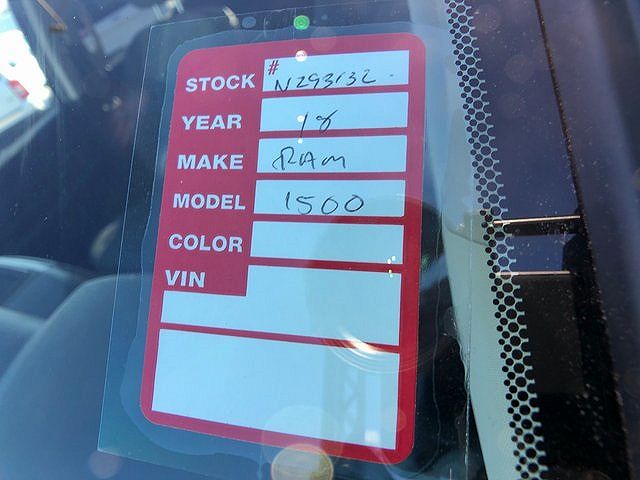 STOCK # N293132
YEAR 18
MAKE RAM
MODEL 1500
COLOR
VIN